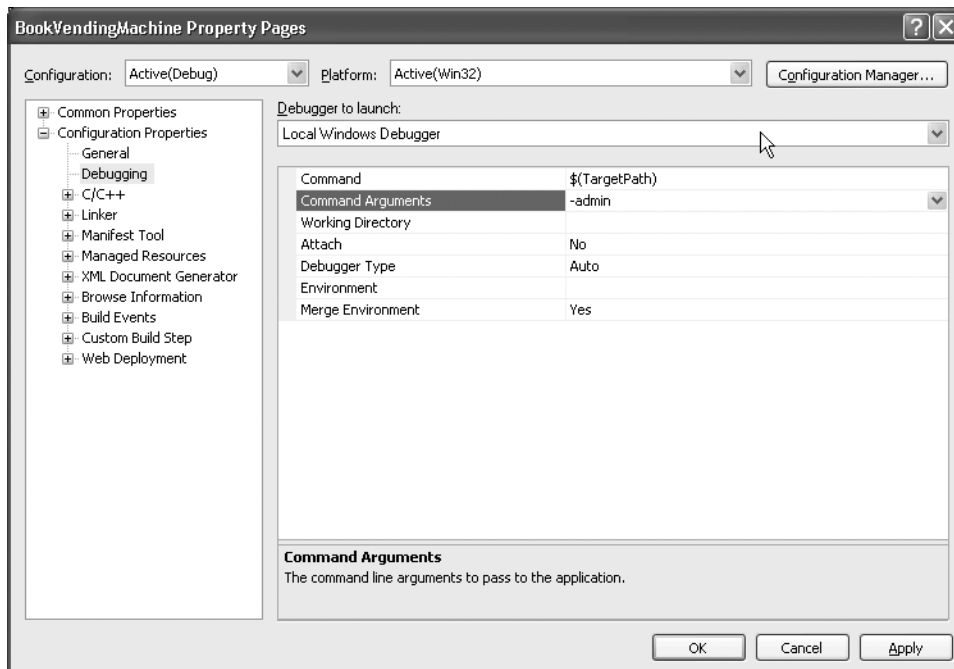 BookVendingMachine Property Pages
Configuration: Active(Debug) Platform: Active(Win32) Configuration Manager...
Common Properties
Configuration Properties
General
Debugging
C/C++
Linker
Manifest Tool
Managed Resources
XML Document Generator
Browse Information
Build Events
Custom Build Step
Web Deployment
Debugger to launch:
Local Windows Debugger
Command $(TargetPath)
Command Arguments -admin
Working Directory
Attach No
Debugger Type Auto
Environment
Merge Environment Yes
Command Arguments
The command line arguments to pass to the application.
OK Cancel Apply